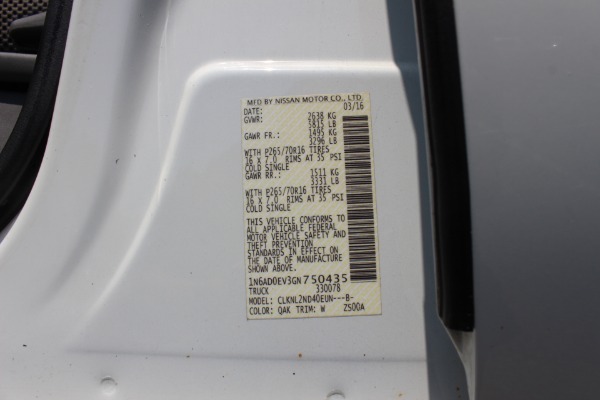 MFD BY NISSAN MOTOR CO., LTD.
DATE: 03/16
GVWR: 2638 KG
5815 LB
GAWR FR.: 1495 KG
3296 LB
WITH P265/70R16 TIRES
16 X 7.0 RIMS AT 35 PSI
COLD SINGLE
GAWR RR.: 1511 KG
3331 LB
WITH P265/70R16 TIRES
16 X 7.0 RIMS AT 35 PSI
COLD SINGLE
THIS VEHICLE CONFORMS TO
ALL APPLICABLE FEDERAL
MOTOR VEHICLE SAFETY AND
THEFT PREVENTION
STANDARDS IN EFFECT ON
THE DATE OF MANUFACTURE
SHOWN ABOVE.
1N6AD0EV3GN750435
TRUCK 330078
MODEL: CLKNL2ND40EUN---B-
COLOR: QAK TRIM: W ZS00A